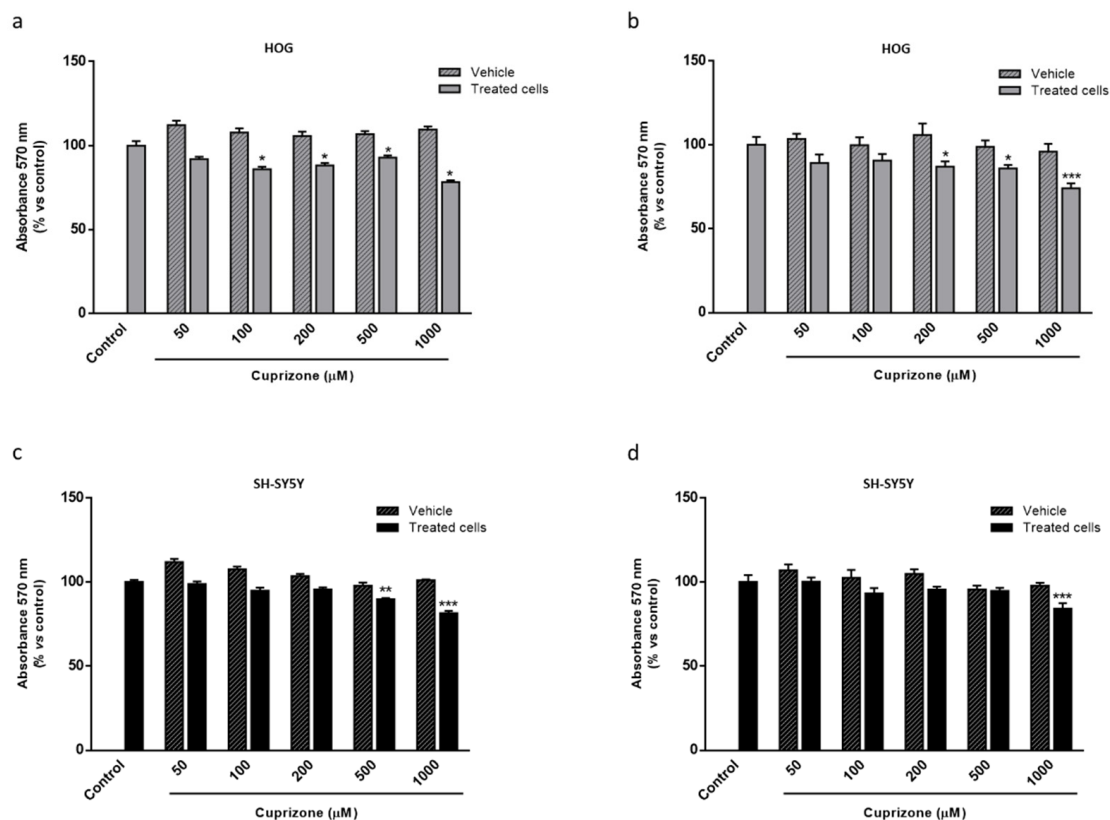 a
HOG
150
100
50
0
Absorbance 570 nm
(% vs control)
Vehicle
Treated cells
*
*
*
*
Control
50
100
200
500
1000
Cuprizone (μM)
b
HOG
150
100
50
0
Absorbance 570 nm
(% vs control)
Vehicle
Treated cells
*
*
***
Control
50
100
200
500
1000
Cuprizone (μM)
c
SH-SY5Y
150
100
50
0
Absorbance 570 nm
(% vs control)
Vehicle
Treated cells
**
***
Control
50
100
200
500
1000
Cuprizone (μM)
d
SH-SY5Y
150
100
50
0
Absorbance 570 nm
(% vs control)
Vehicle
Treated cells
***
Control
50
100
200
500
1000
Cuprizone (μM)